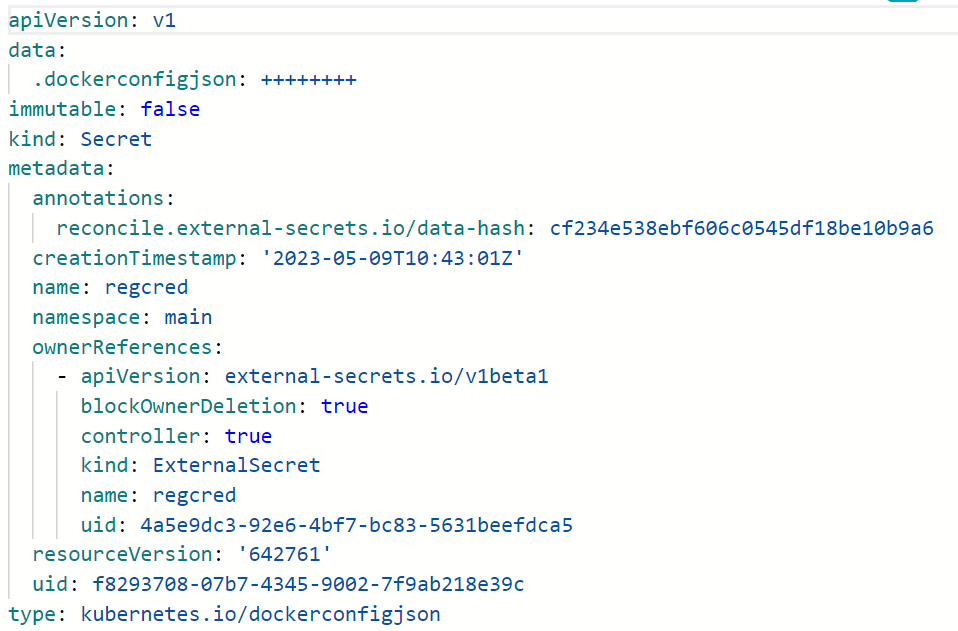 apiVersion: v1
data:
  .dockerconfigjson: ++++++++
immutable: false
kind: Secret
metadata:
  annotations:
    reconcile.external-secrets.io/data-hash: cf234e538ebf606c0545df18be10b9a6
  creationTimestamp: '2023-05-09T10:43:01Z'
  name: regcred
  namespace: main
  ownerReferences:
    - apiVersion: external-secrets.io/v1beta1
      blockOwnerDeletion: true
      controller: true
      kind: ExternalSecret
      name: regcred
      uid: 4a5e9dc3-92e6-4bf7-bc83-5631beefdca5
  resourceVersion: '642761'
  uid: f8293708-07b7-4345-9002-7f9ab218e39c
type: kubernetes.io/dockerconfigjson